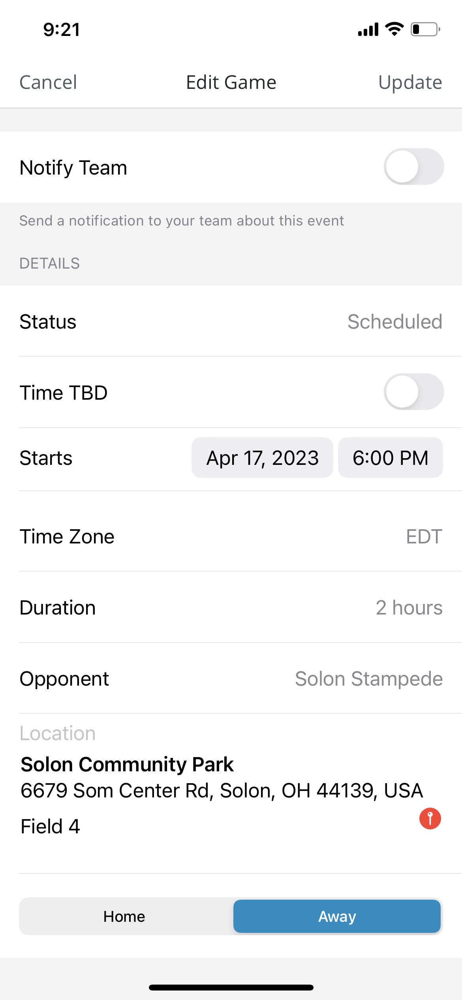 9:21
Cancel Edit Game Update
Notify Team
Send a notification to your team about this event
DETAILS
Status Scheduled
Time TBD
Starts Apr 17, 2023 6:00 PM
Time Zone EDT
Duration 2 hours
Opponent Solon Stampede
Location
Solon Community Park
6679 Som Center Rd, Solon, OH 44139, USA
Field 4
Home Away